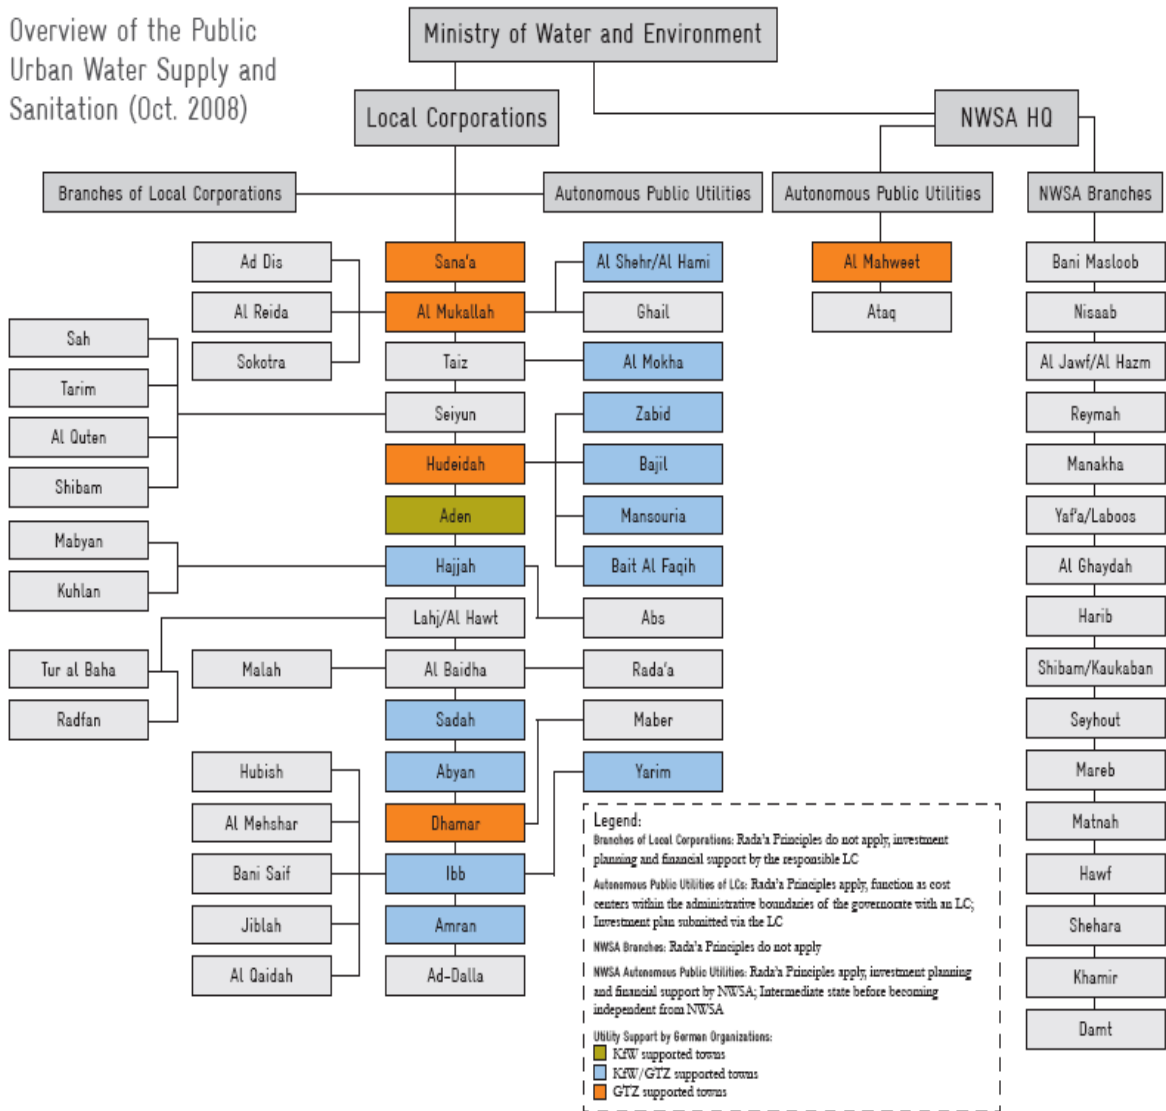 Overview of the Public
Urban Water Supply and
Sanitation (Oct. 2008)
Ministry of Water and Environment
Local Corporations
NWSA HQ
Branches of Local Corporations
Autonomous Public Utilities
Autonomous Public Utilities
NWSA Branches
Sah
Tarim
Al Quten
Shibam
Mabyan
Kuhlan
Tur al Baha
Radfan
Ad Dis
Al Reida
Sokotra
Malah
Hubish
Al Mehshar
Bani Saif
Jiblah
Al Qaidah
Sana'a
Al Mukallah
Taiz
Seiyun
Hudeidah
Aden
Hajjah
Lahj/Al Hawt
Al Baidha
Sadah
Abyan
Dhamar
Ibb
Amran
Ad-Dalla
Al Shehr/Al Hami
Ghail
Al Mokha
Zabid
Bajil
Mansouria
Bait Al Faqih
Abs
Rada'a
Maber
Yarim
Al Mahweet
Ataq
Bani Masloob
Nisaab
Al Jawf/Al Hazm
Reymah
Manakha
Yaf'a/Laboos
Al Ghaydah
Harib
Shibam/Kaukaban
Seyhout
Mareb
Matnah
Hawf
Shehara
Khamir
Damt
Legend:
Branches of Local Corporations: Rada'a Principles do not apply, investment
planning and financial support by the responsible LC
Autonomous Public Utilities of LCs: Rada'a Principles apply, function as cost
centers within the administrative boundaries of the governorate with an LC;
Investment plan submitted via the LC
NWSA Branches: Rada'a Principles do not apply
NWSA Autonomous Public Utilities: Rada'a Principles apply, investment planning
and financial support by NWSA; Intermediate state before becoming
independent from NWSA
Utility Support by German Organizations:
KfW supported towns
KfW/GTZ supported towns
GTZ supported towns